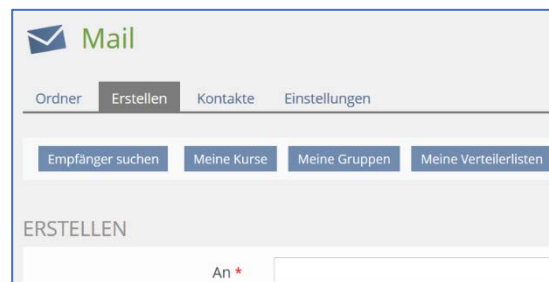 Mail
Ordner Erstellen Kontakte Einstellungen
Empfänger suchen Meine Kurse Meine Gruppen Meine Verteilerlisten
ERSTELLEN
An *